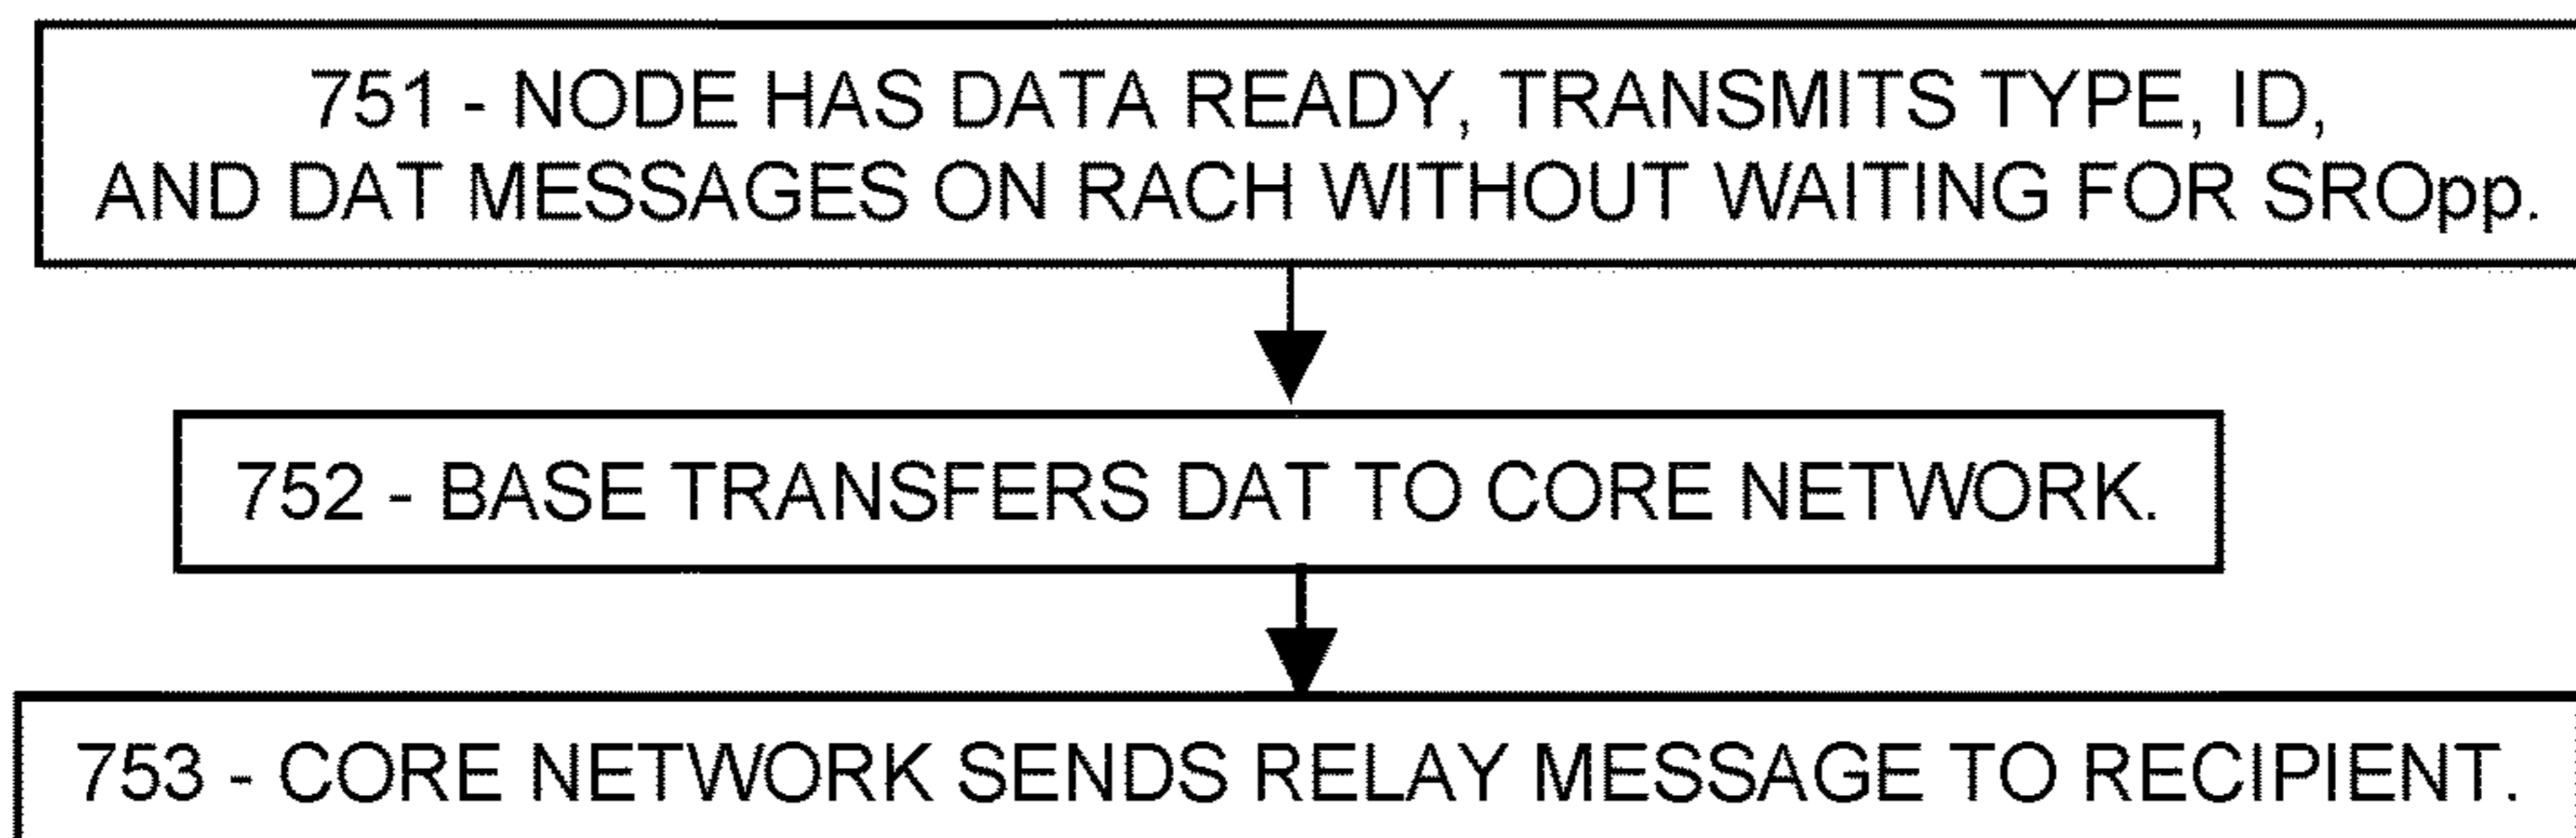 751 - NODE HAS DATA READY, TRANSMITS TYPE, ID,
AND DAT MESSAGES ON RACH WITHOUT WAITING FOR SROpp.
752 - BASE TRANSFERS DAT TO CORE NETWORK.
753 - CORE NETWORK SENDS RELAY MESSAGE TO RECIPIENT.